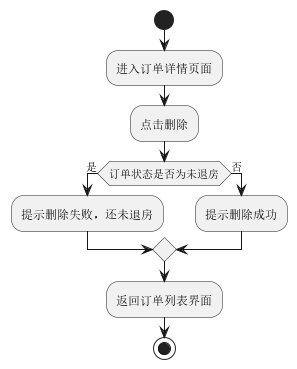 进入订单详情页面
点击删除
是
订单状态是否为未退房
否
提示删除失败，还未退房
提示删除成功
返回订单列表界面